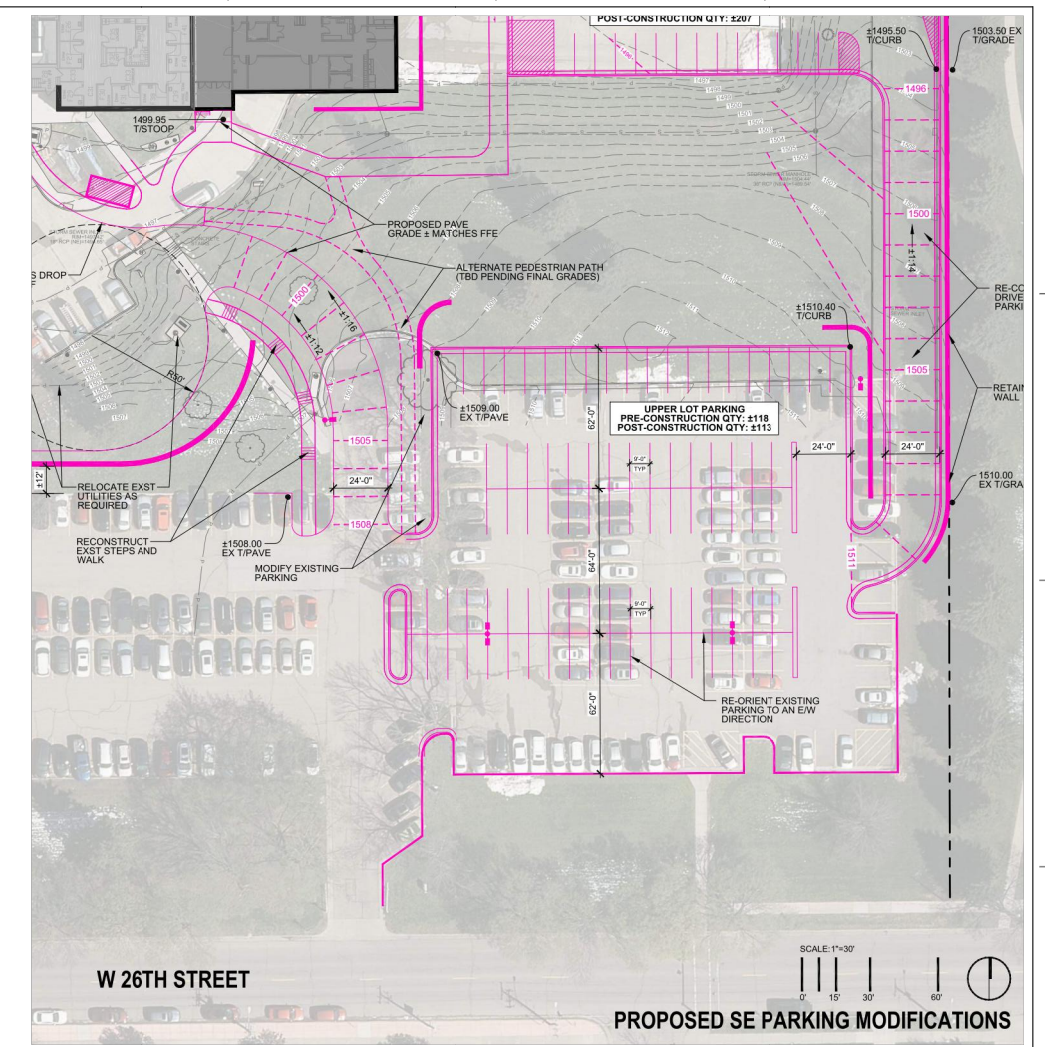 POST-CONSTRUCTION QTY: ±207
±1495.50
T/CURB
1503.50 EX
T/GRADE
1496
1499.95
T/STOOP
PROPOSED PAVE
GRADE ± MATCHES FFE
1500
±1:14
S DROP
ALTERNATE PEDESTRIAN PATH
(TBD PENDING FINAL GRADES)
1500
±1:16
±1:12
RE-CO
DRIVE
PARKI
±1510.40
T/CURB
R50'
1505
±1509.00
EX T/PAVE
62'-0"
UPPER LOT PARKING
PRE-CONSTRUCTION QTY: ±118
POST-CONSTRUCTION QTY: ±113
RETAIN
WALL
1505
24'-0"
24'-0"
9'-0"
TYP
±12'
RELOCATE EXST
UTILITIES AS
REQUIRED
24'-0"
1510.00
EX T/GRA
1508
RECONSTRUCT
EXST STEPS AND
WALK
±1508.00
EX T/PAVE
MODIFY EXISTING
PARKING
64'-0"
1511
9'-0"
TYP
RE-ORIENT EXISTING
PARKING TO AN E/W
DIRECTION
62'-0"
W 26TH STREET
SCALE: 1"=30'
0' 15' 30' 60'
PROPOSED SE PARKING MODIFICATIONS